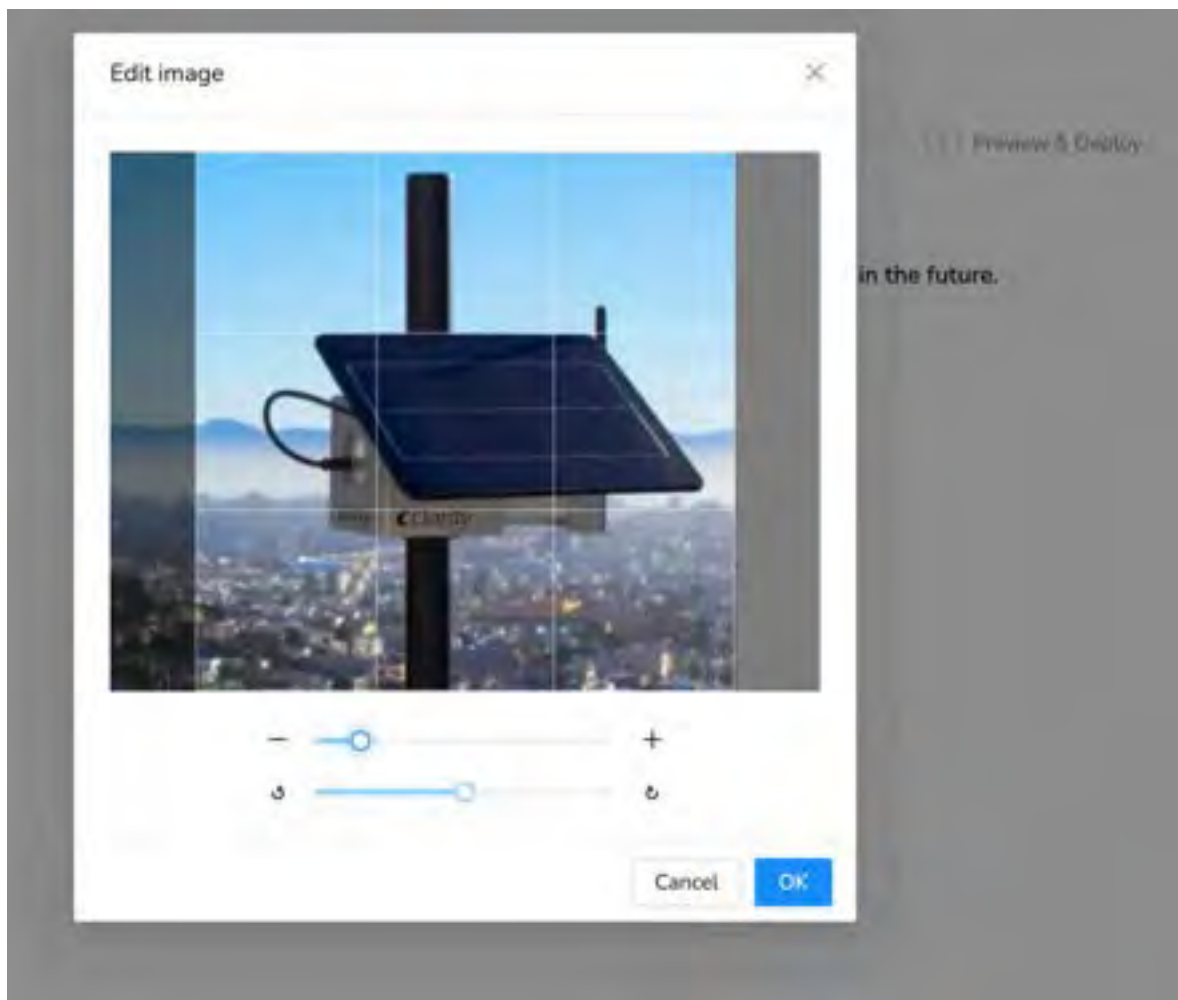 Edit image
Preview & Deploy
in the future.
clarity
Cancel
OK